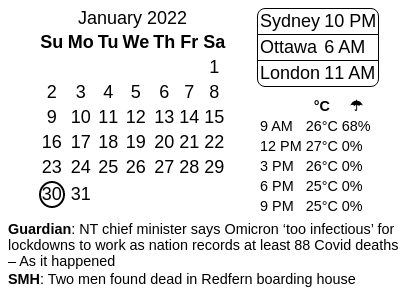 January 2022
Su Mo Tu We Th Fr Sa
1
2 3 4 5 6 7 8
9 10 11 12 13 14 15
16 17 18 19 20 21 22
23 24 25 26 27 28 29
30 31
Sydney 10 PM
Ottawa 6 AM
London 11 AM
°C ☂
9 AM 26°C 68%
12 PM 27°C 0%
3 PM 26°C 0%
6 PM 25°C 0%
9 PM 25°C 0%
Guardian: NT chief minister says Omicron ‘too infectious’ for
lockdowns to work as nation records at least 88 Covid deaths
– As it happened
SMH: Two men found dead in Redfern boarding house